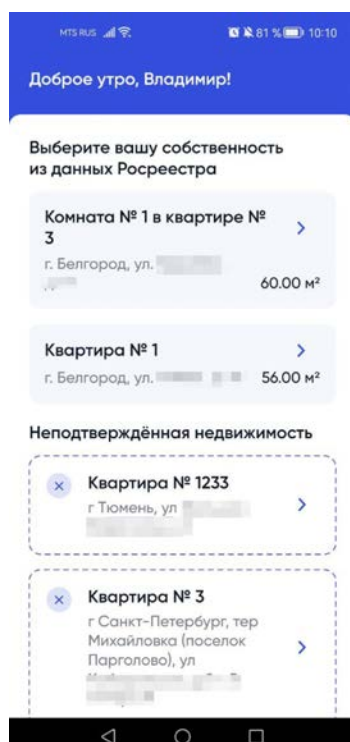 MTS RUS 81 % 10:10
Доброе утро, Владимир!
Выберите вашу собственность
из данных Росреестра
Комната № 1 в квартире №
3
г. Белгород, ул.
60.00 м²
Квартира № 1
г. Белгород, ул. 56.00 м²
Неподтверждённая недвижимость
Квартира № 1233
г Тюмень, ул
Квартира № 3
г Санкт-Петербург, тер
Михайловка (поселок
Парголово), ул